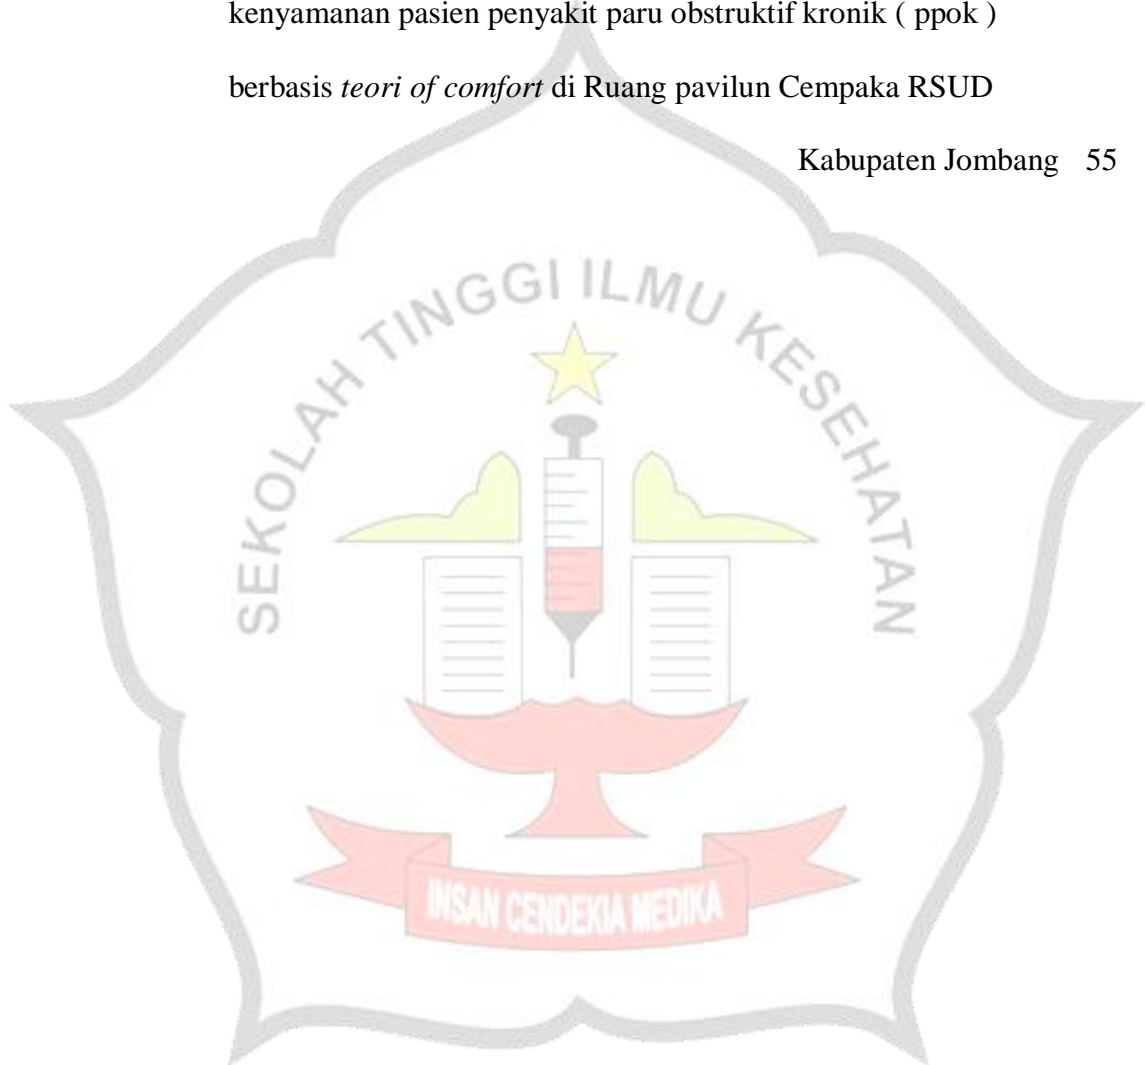 kenyamanan pasien penyakit paru obstruktif kronik ( ppok )
berbasis teori of comfort di Ruang pavilun Cempaka RSUD
Kabupaten Jombang 55
SEKOLAH TINGGI ILMU KESEHATAN
INSAN CENDEKIA MEDIKA